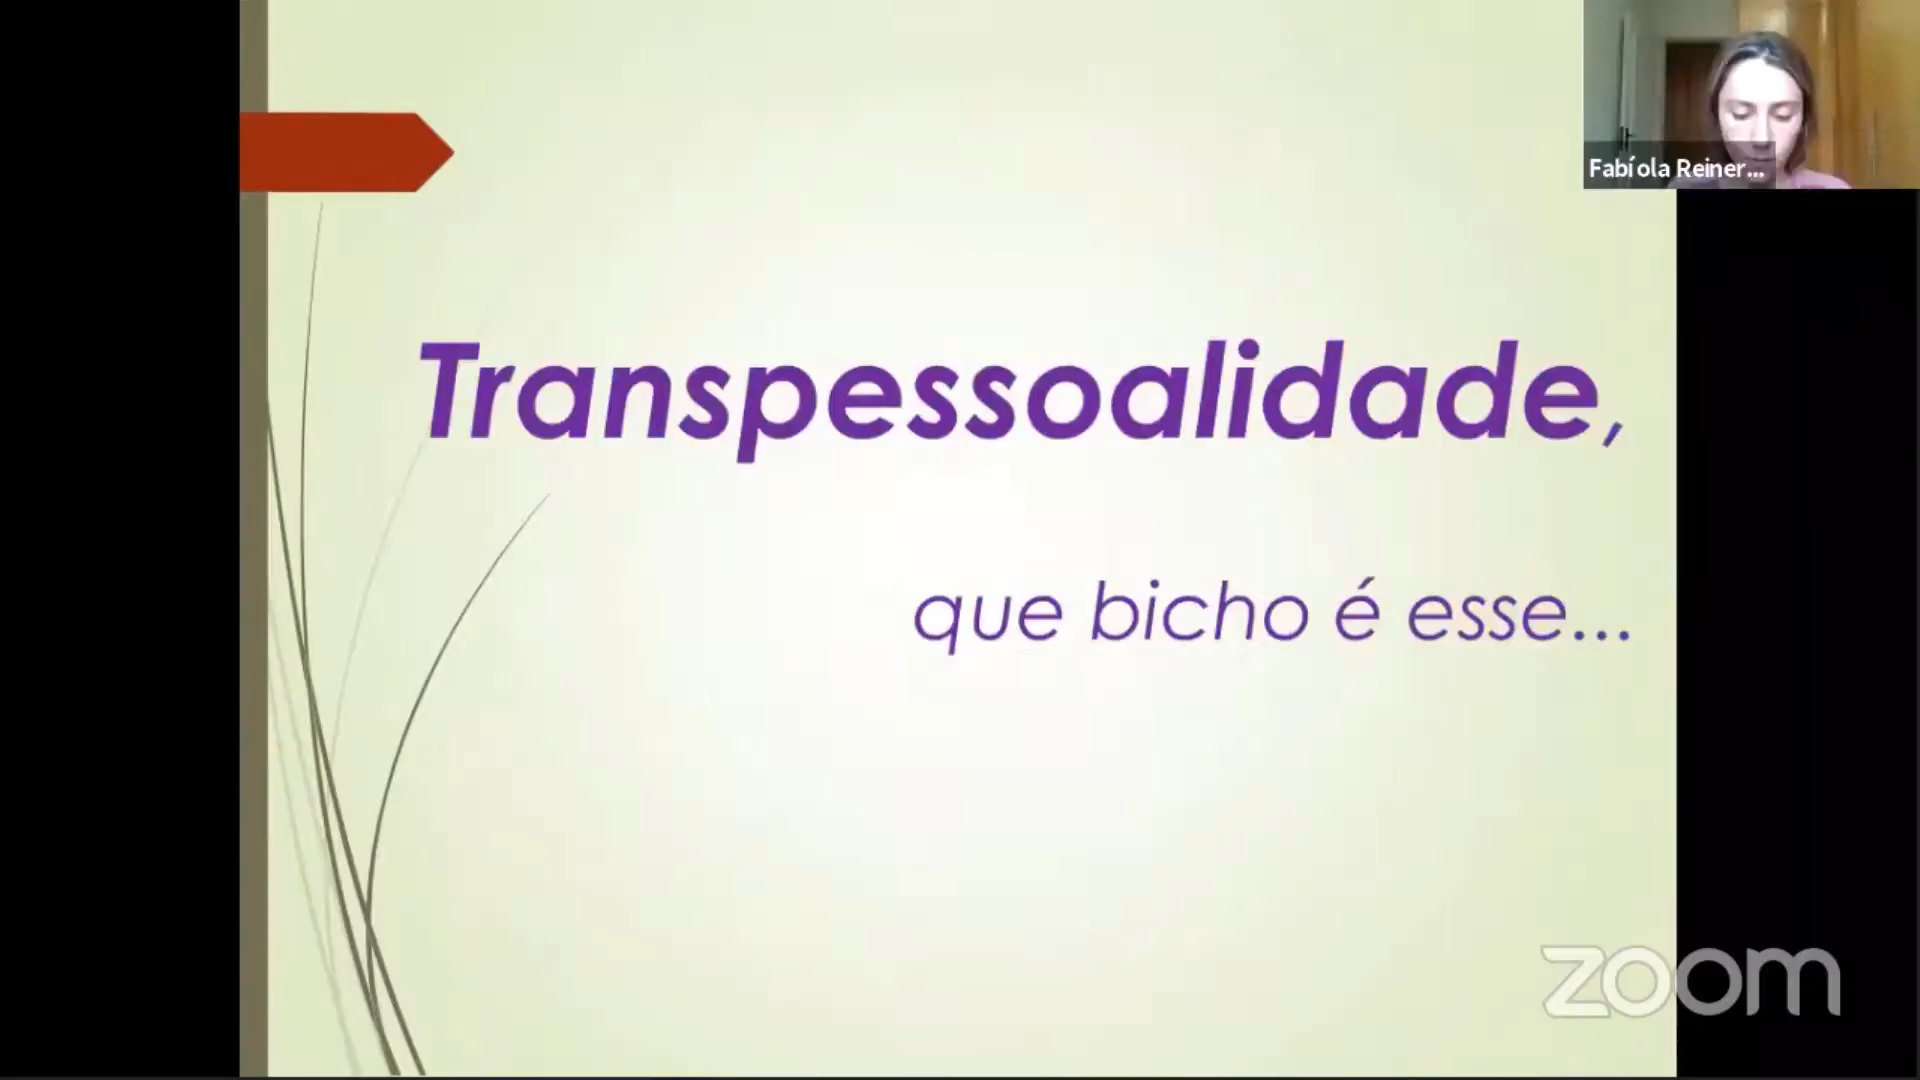 Fabíola Reiner...
Transpessoalidade,
que bicho é esse...
zoom